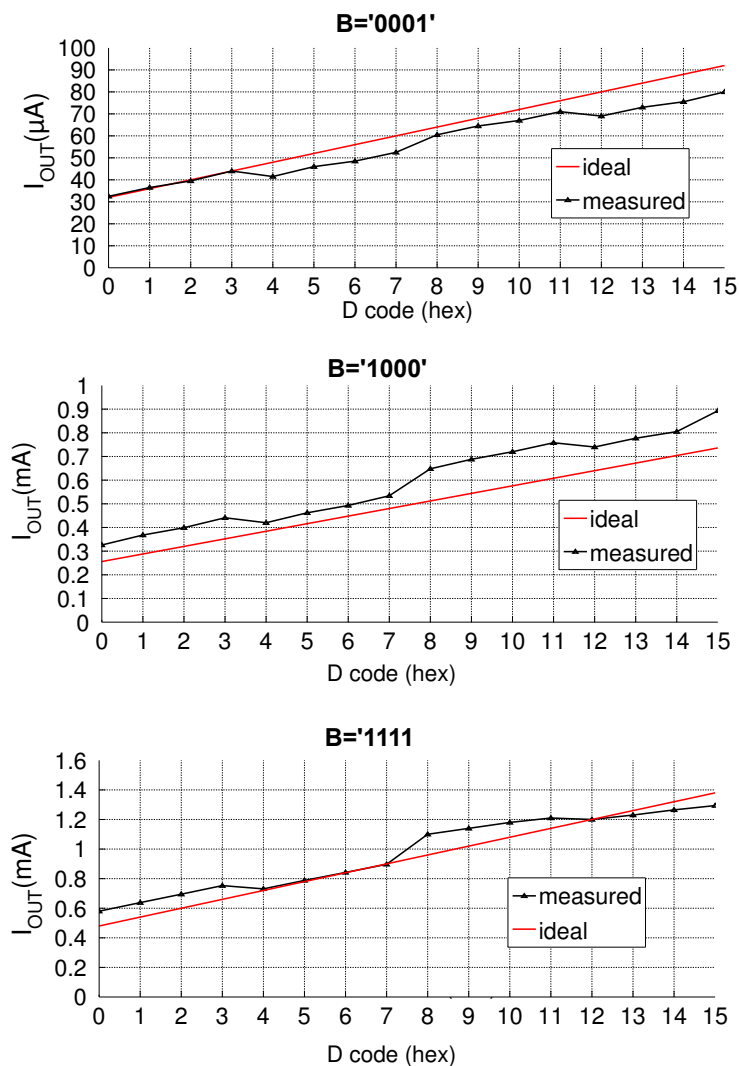 B='0001'
I_OUT(µA)
100
90
80
70
60
50
40
30
20
10
0
ideal
measured
0 1 2 3 4 5 6 7 8 9 10 11 12 13 14 15
D code (hex)
B='1000'
I_OUT(mA)
1
0.9
0.8
0.7
0.6
0.5
0.4
0.3
0.2
0.1
0
ideal
measured
0 1 2 3 4 5 6 7 8 9 10 11 12 13 14 15
D code (hex)
B='1111
I_OUT(mA)
1.6
1.4
1.2
1
0.8
0.6
0.4
0.2
0
measured
ideal
0 1 2 3 4 5 6 7 8 9 10 11 12 13 14 15
D code (hex)